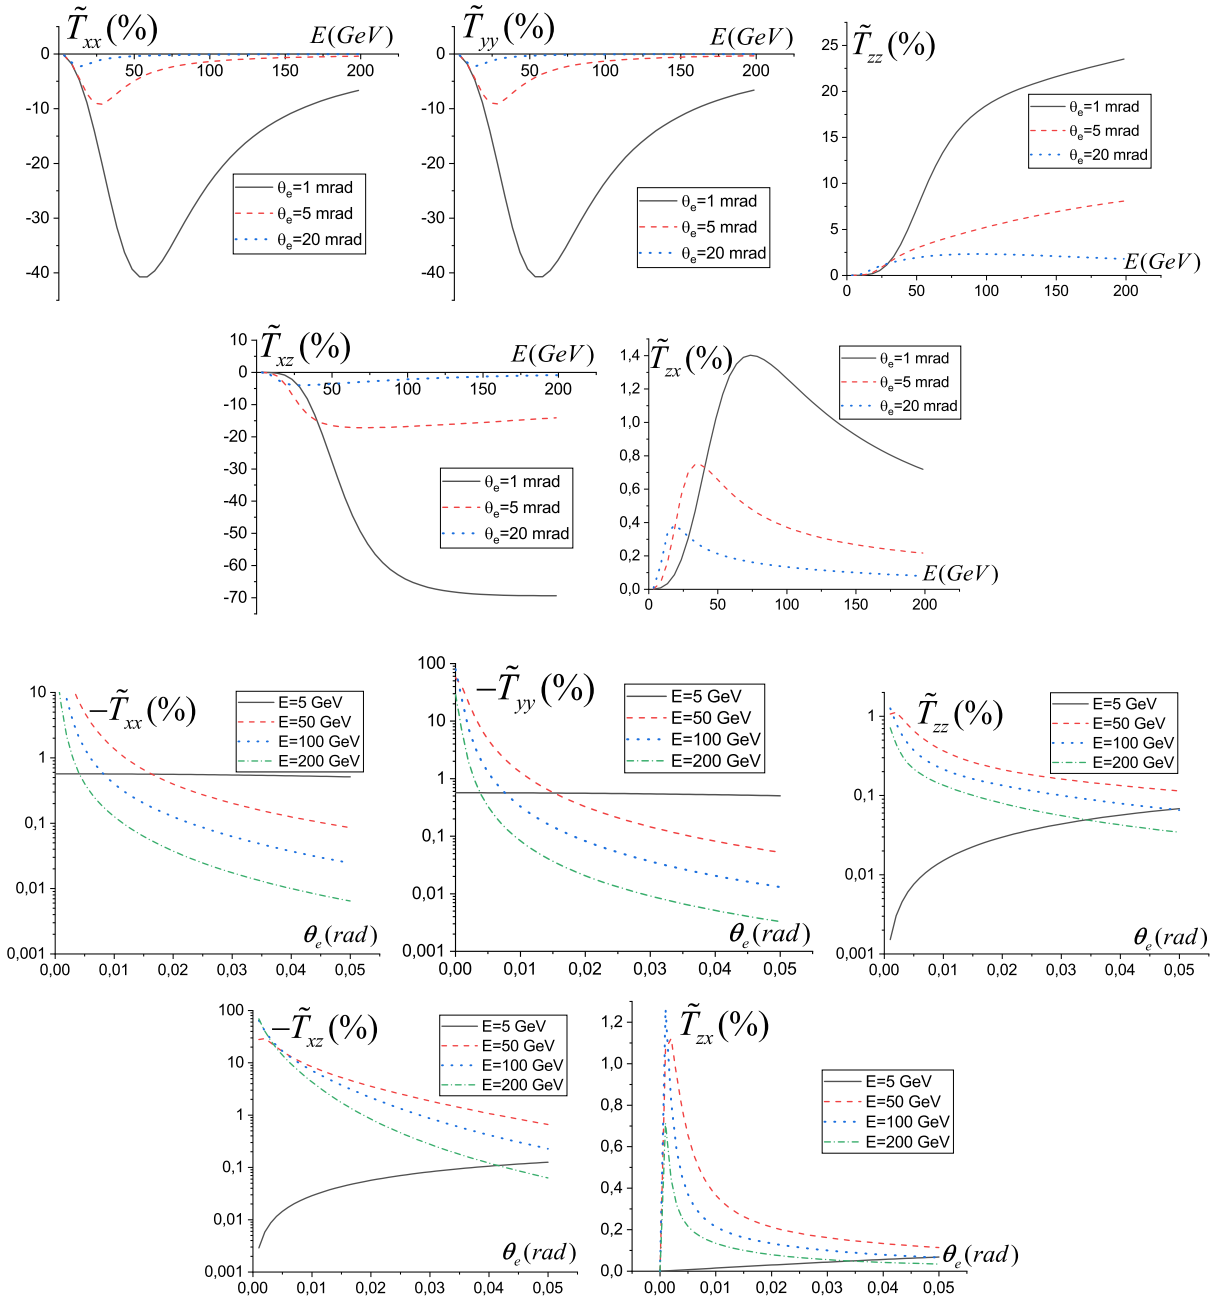 T̃xx (%)
E(GeV)
0
50
100
150
200
-10
-20
-30
-40
θe=1 mrad
θe=5 mrad
θe=20 mrad
T̃yy (%)
E(GeV)
0
50
100
150
200
-10
-20
-30
-40
θe=1 mrad
θe=5 mrad
θe=20 mrad
T̃zz (%)
25
20
15
10
5
0
θe=1 mrad
θe=5 mrad
θe=20 mrad
E(GeV)
0 50 100 150 200
T̃xz (%)
E(GeV)
10
0
50
100
150
200
-10
-20
-30
-40
-50
-60
-70
θe=1 mrad
θe=5 mrad
θe=20 mrad
T̃zx (%)
1,4
1,2
1,0
0,8
0,6
0,4
0,2
0,0
θe=1 mrad
θe=5 mrad
θe=20 mrad
E(GeV)
0 50 100 150 200
−T̃xx (%)
10
1
0,1
0,01
0,001
E=5 GeV
E=50 GeV
E=100 GeV
E=200 GeV
θe(rad)
0,00 0,01 0,02 0,03 0,04 0,05
−T̃yy (%)
100
10
1
0,1
0,01
0,001
E=5 GeV
E=50 GeV
E=100 GeV
E=200 GeV
θe(rad)
0,00 0,01 0,02 0,03 0,04 0,05
T̃zz (%)
1
0,1
0,01
0,001
E=5 GeV
E=50 GeV
E=100 GeV
E=200 GeV
θe(rad)
0,00 0,01 0,02 0,03 0,04 0,05
−T̃xz (%)
100
10
1
0,1
0,01
0,001
E=5 GeV
E=50 GeV
E=100 GeV
E=200 GeV
θe(rad)
0,00 0,01 0,02 0,03 0,04 0,05
T̃zx (%)
1,2
1,0
0,8
0,6
0,4
0,2
0,0
E=5 GeV
E=50 GeV
E=100 GeV
E=200 GeV
θe(rad)
0,00 0,01 0,02 0,03 0,04 0,05